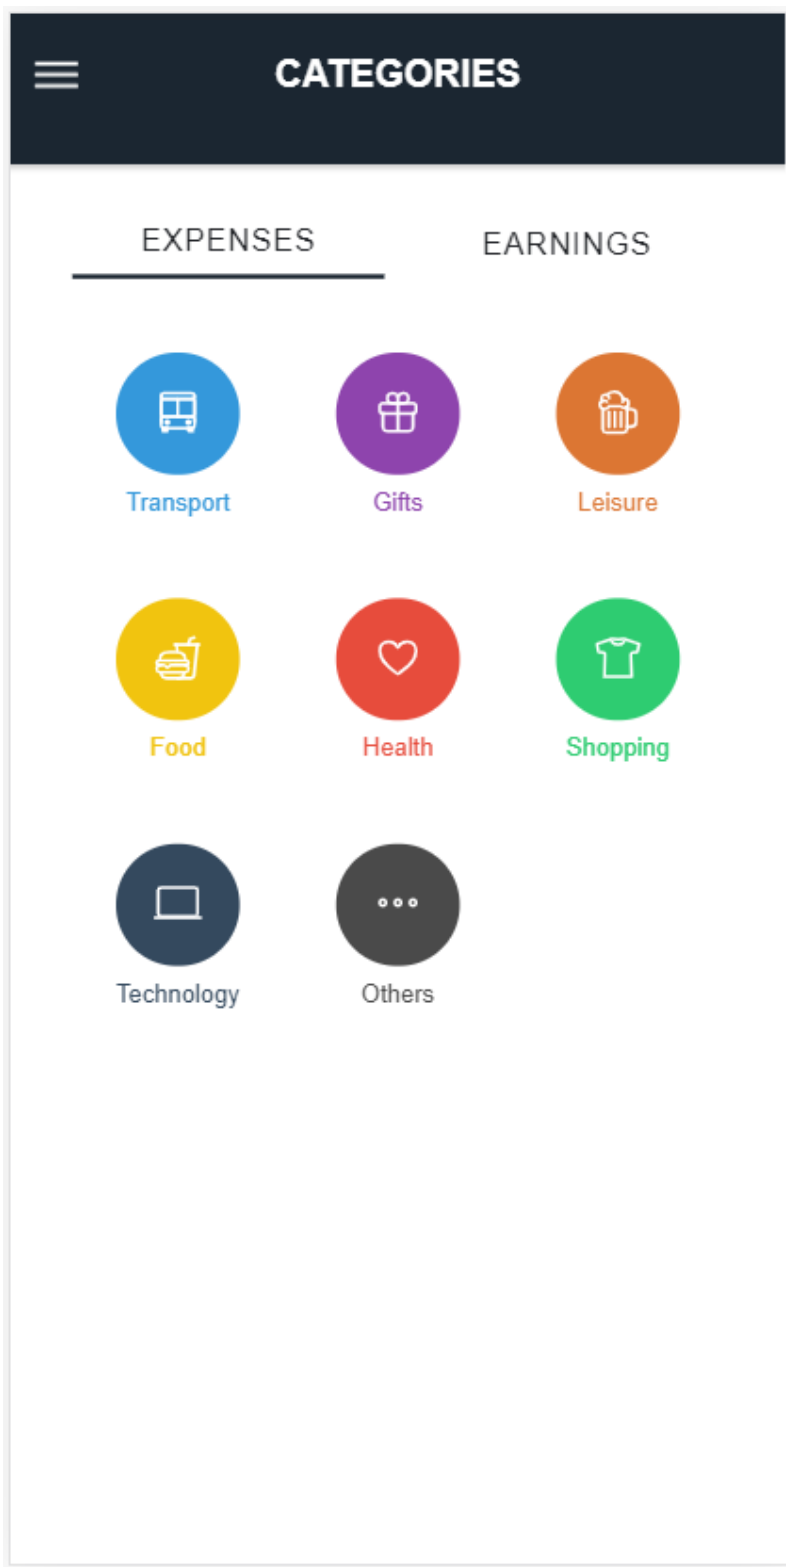 CATEGORIES
EXPENSES EARNINGS
Transport Gifts Leisure
Food Health Shopping
Technology Others